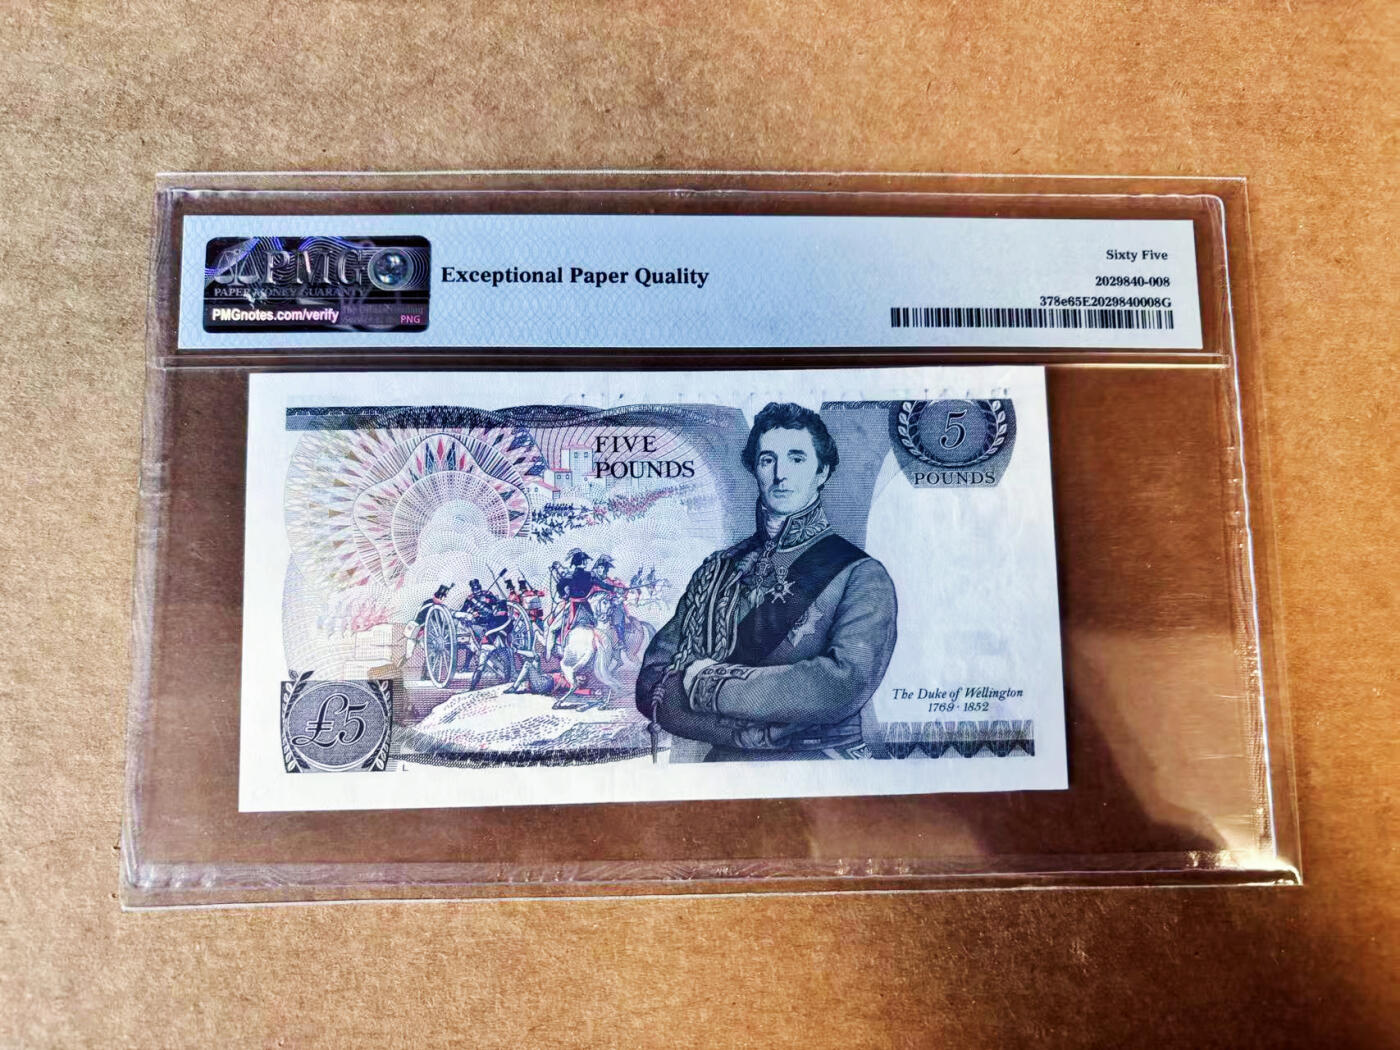 PMG
PAPER MONEY GUARANTY
PMGnotes.com/verify
PNG
Exceptional Paper Quality
Sixty Five
2029840-008
378e65E2029840008G
FIVE
POUNDS
5
POUNDS
The Duke of Wellington
1769 · 1852
£5
L